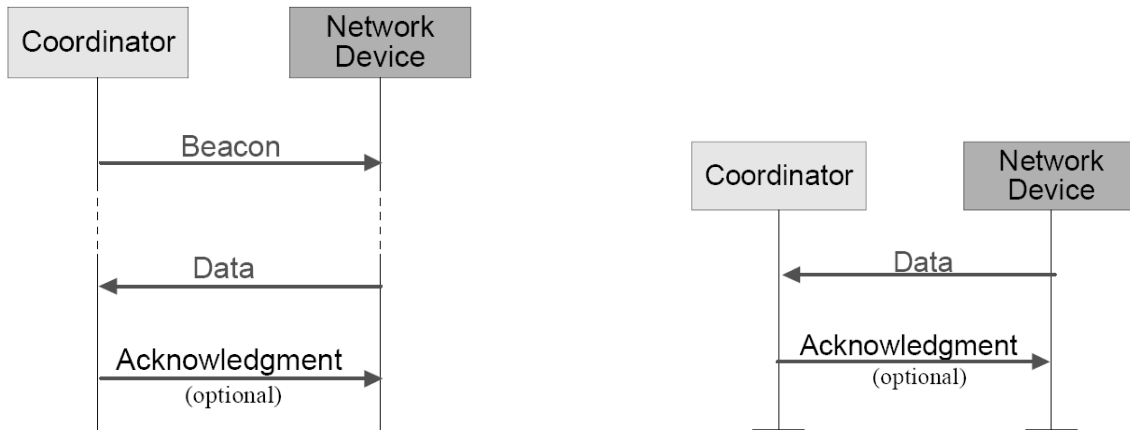 Coordinator
Network
Device
Beacon
Data
Acknowledgment
(optional)
Coordinator
Network
Device
Data
Acknowledgment
(optional)